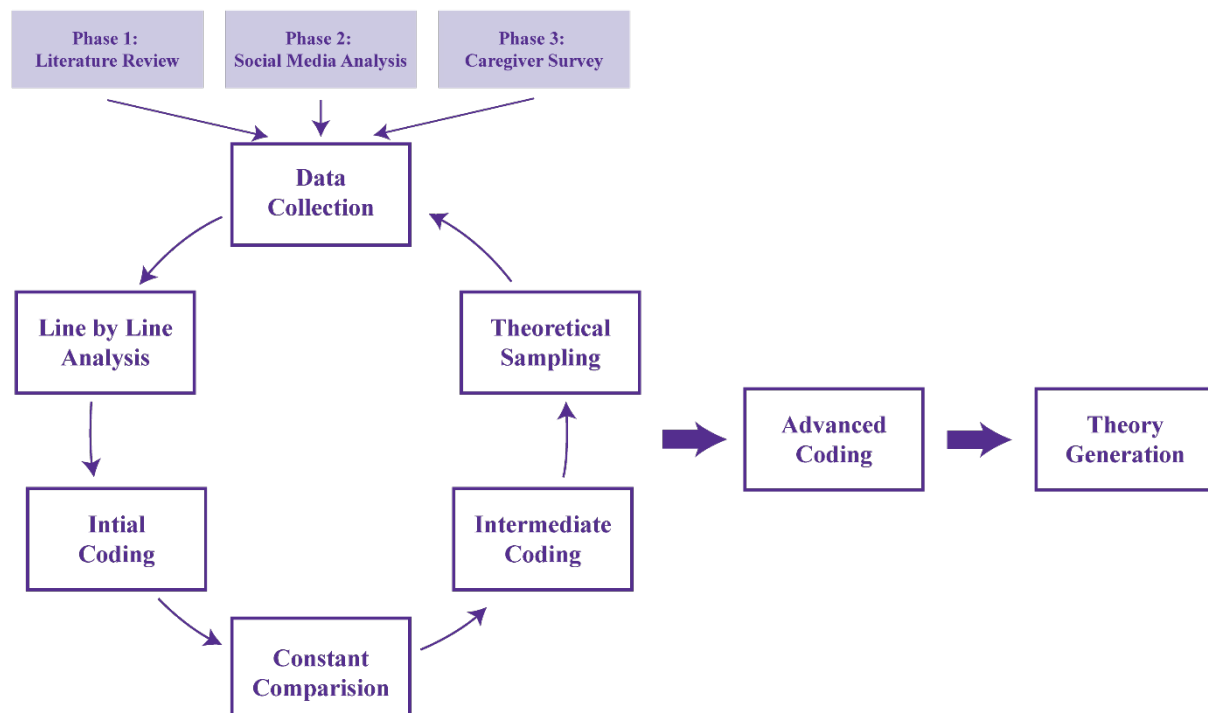 Phase 1:
Literature Review
Phase 2:
Social Media Analysis
Phase 3:
Caregiver Survey
Data
Collection
Line by Line
Analysis
Theoretical
Sampling
Advanced
Coding
Theory
Generation
Intial
Coding
Intermediate
Coding
Constant
Comparision